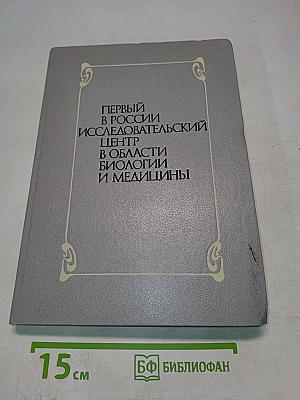 ПЕРВЫЙ
В РОССИИ
ИССЛЕДОВАТЕЛЬСКИЙ
ЦЕНТР
В ОБЛАСТИ
БИОЛОГИИ
И МЕДИЦИНЫ
15 см
БФ БИБЛИОФАН